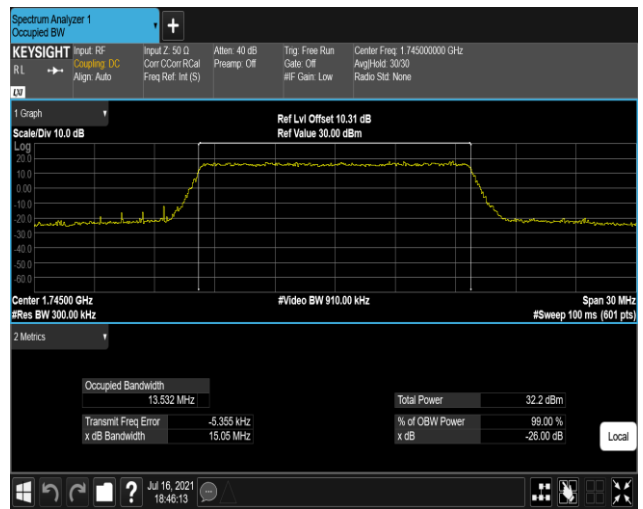 Spectrum Analyzer 1
Occupied BW
+
KEYSIGHT
RL
LXI
Input: RF
Coupling: DC
Align: Auto
Input Z: 50 Ω
Corr CCorr RCal
Freq Ref: Int (S)
Atten: 40 dB
Preamp: Off
Trig: Free Run
Gate: Off
#IF Gain: Low
Center Freq: 1.745000000 GHz
Avg|Hold: 30/30
Radio Std: None
1 Graph
Scale/Div 10.0 dB
Ref Lvl Offset 10.31 dB
Ref Value 30.00 dBm
Log
20.0
10.0
0.00
-10.0
-20.0
-30.0
-40.0
-50.0
-60.0
Center 1.74500 GHz
#Video BW 910.00 kHz
Span 30 MHz
#Res BW 300.00 kHz
#Sweep 100 ms (601 pts)
2 Metrics
Occupied Bandwidth
13.532 MHz
Total Power 32.2 dBm
Transmit Freq Error -5.355 kHz
% of OBW Power 99.00 %
x dB Bandwidth 15.05 MHz
x dB -26.00 dB
Local
?
Jul 16, 2021
18:46:13